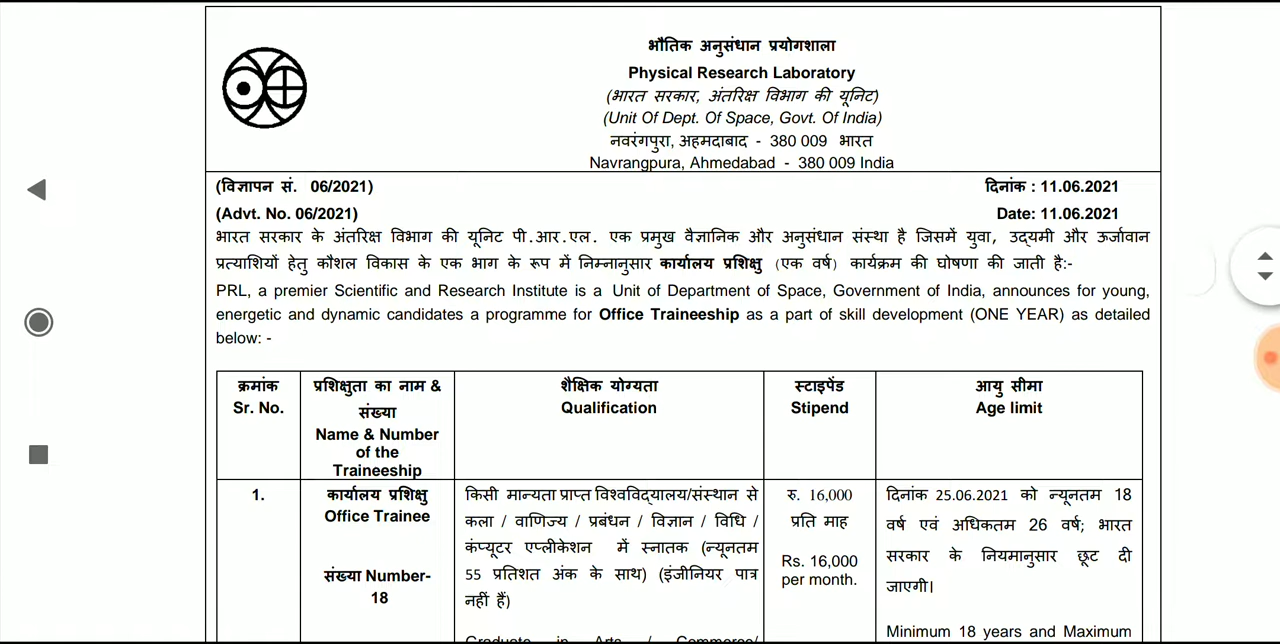 भौतिक अनुसंधान प्रयोगशाला
Physical Research Laboratory
(भारत सरकार, अंतरिक्ष विभाग की यूनिट)
(Unit Of Dept. Of Space, Govt. Of India)
नवरंगपुरा, अहमदाबाद - 380 009 भारत
Navrangpura, Ahmedabad - 380 009 India
(विज्ञापन सं. 06/2021) दिनांक : 11.06.2021
(Advt. No. 06/2021) Date: 11.06.2021
भारत सरकार के अंतरिक्ष विभाग की यूनिट पी.आर.एल. एक प्रमुख वैज्ञानिक और अनुसंधान संस्था है जिसमें युवा, उद्यमी और ऊर्जावान
प्रत्याशियों हेतु कौशल विकास के एक भाग के रूप में निम्नानुसार कार्यालय प्रशिक्षु (एक वर्ष) कार्यक्रम की घोषणा की जाती है:-
PRL, a premier Scientific and Research Institute is a Unit of Department of Space, Government of India, announces for young,
energetic and dynamic candidates a programme for Office Traineeship as a part of skill development (ONE YEAR) as detailed
below: -
क्रमांक
Sr. No.
प्रशिक्षुता का नाम &
संख्या
Name & Number
of the
Traineeship
शैक्षिक योग्यता
Qualification
स्टाइपेंड
Stipend
आयु सीमा
Age limit
1.
कार्यालय प्रशिक्षु
Office Trainee
संख्या Number-
18
किसी मान्यता प्राप्त विश्वविद्यालय/संस्थान से
कला / वाणिज्य / प्रबंधन / विज्ञान / विधि /
कंप्यूटर एप्लीकेशन में स्नातक (न्यूनतम
55 प्रतिशत अंक के साथ) (इंजीनियर पात्र
नहीं हैं)
Graduate in Arts / Commerce/
रु. 16,000
प्रति माह
Rs. 16,000
per month.
दिनांक 25.06.2021 को न्यूनतम 18
वर्ष एवं अधिकतम 26 वर्ष; भारत
सरकार के नियमानुसार छूट दी
जाएगी।
Minimum 18 years and Maximum